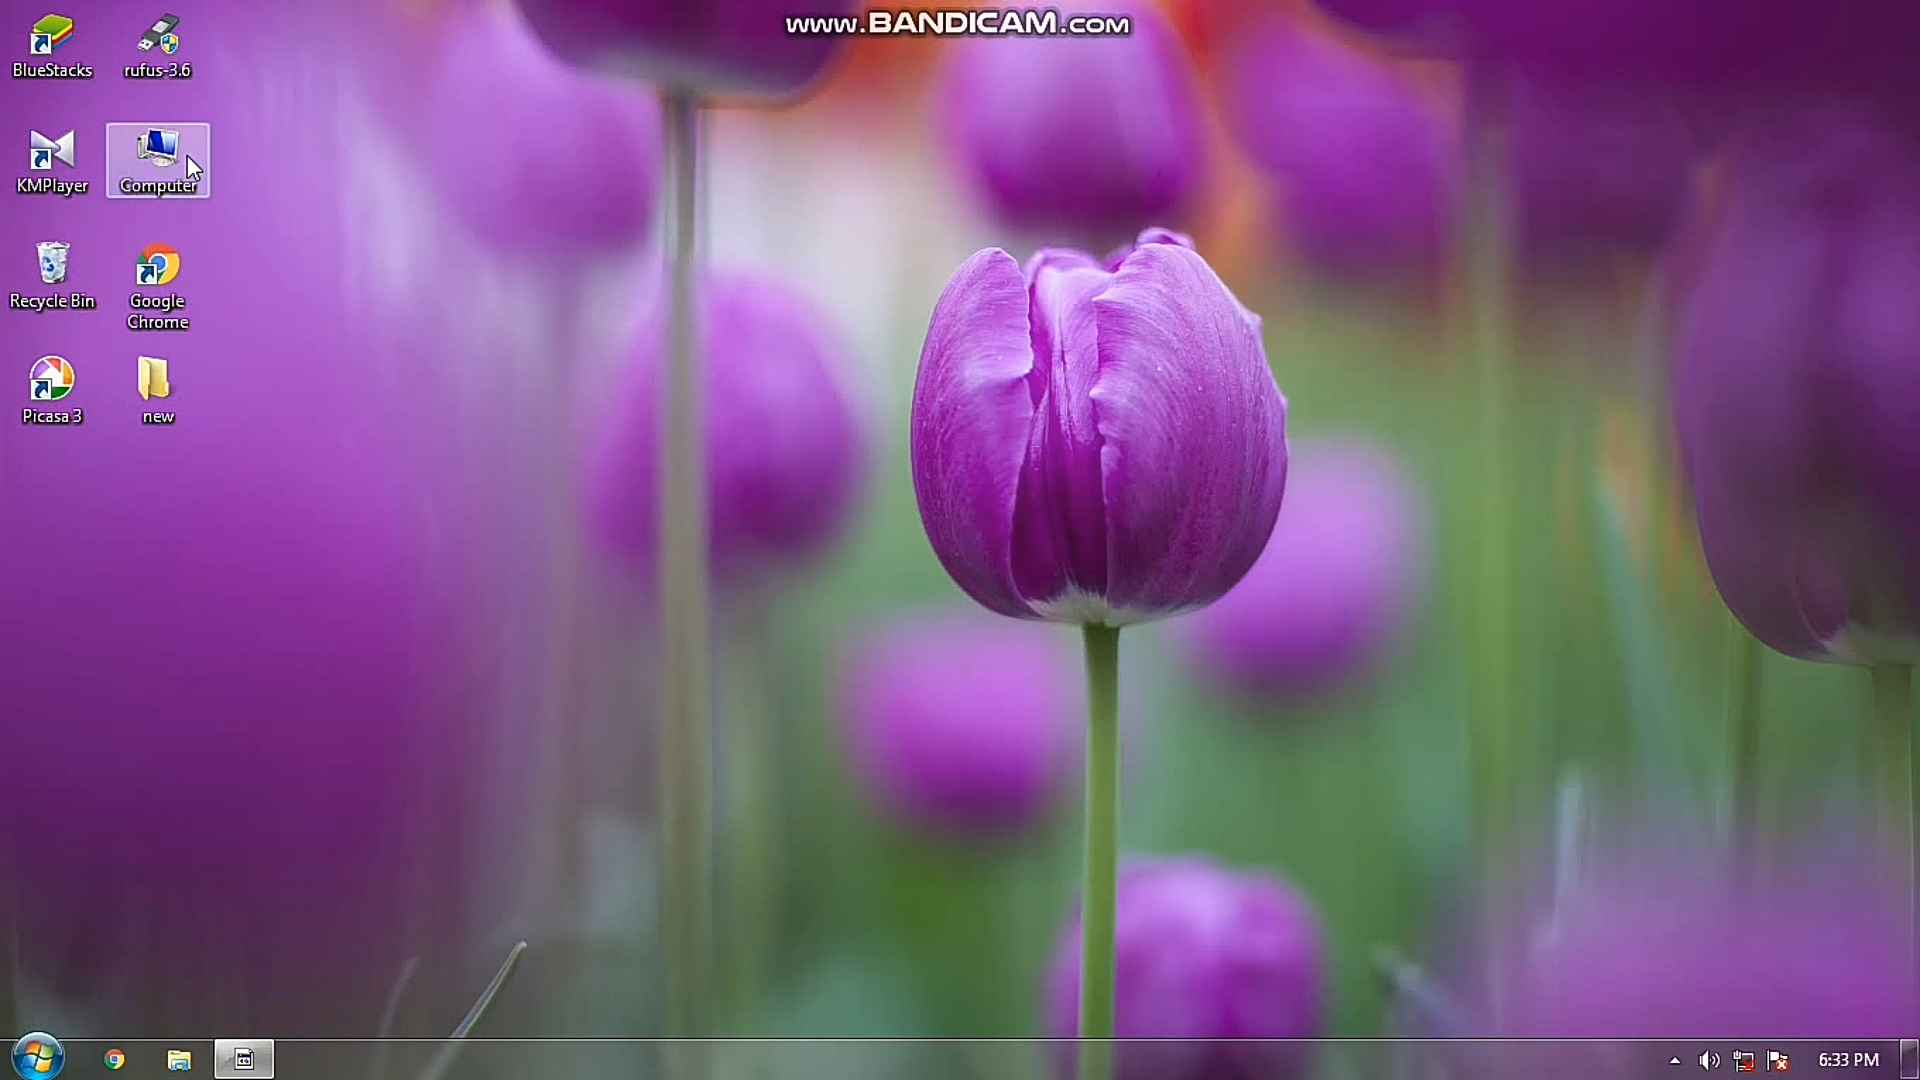 www.BANDICAM.com
BlueStacks
rufus-3.6
KMPlayer
Computer
Recycle Bin
Google
Chrome
Picasa 3
new
6:33 PM